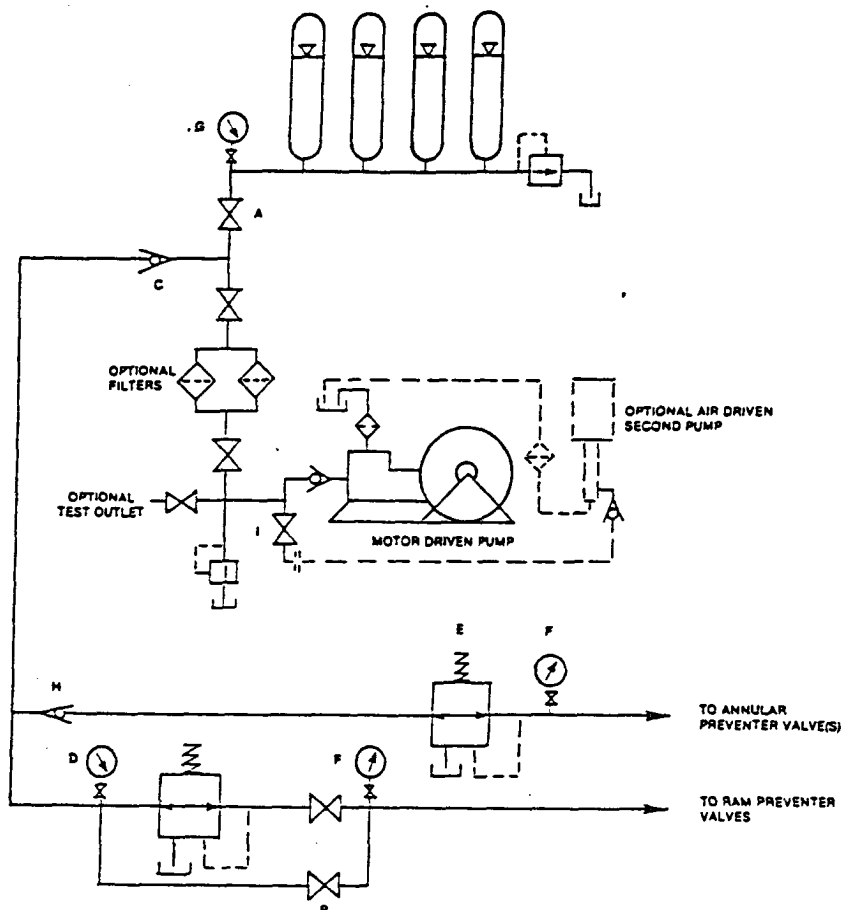 G
A
C
OPTIONAL
FILTERS
OPTIONAL AIR DRIVEN
SECOND PUMP
OPTIONAL
TEST OUTLET
I
MOTOR DRIVEN PUMP
E
F
H
TO ANNULAR
PREVENTER VALVE(S)
D
F
TO RAM PREVENTER
VALVES